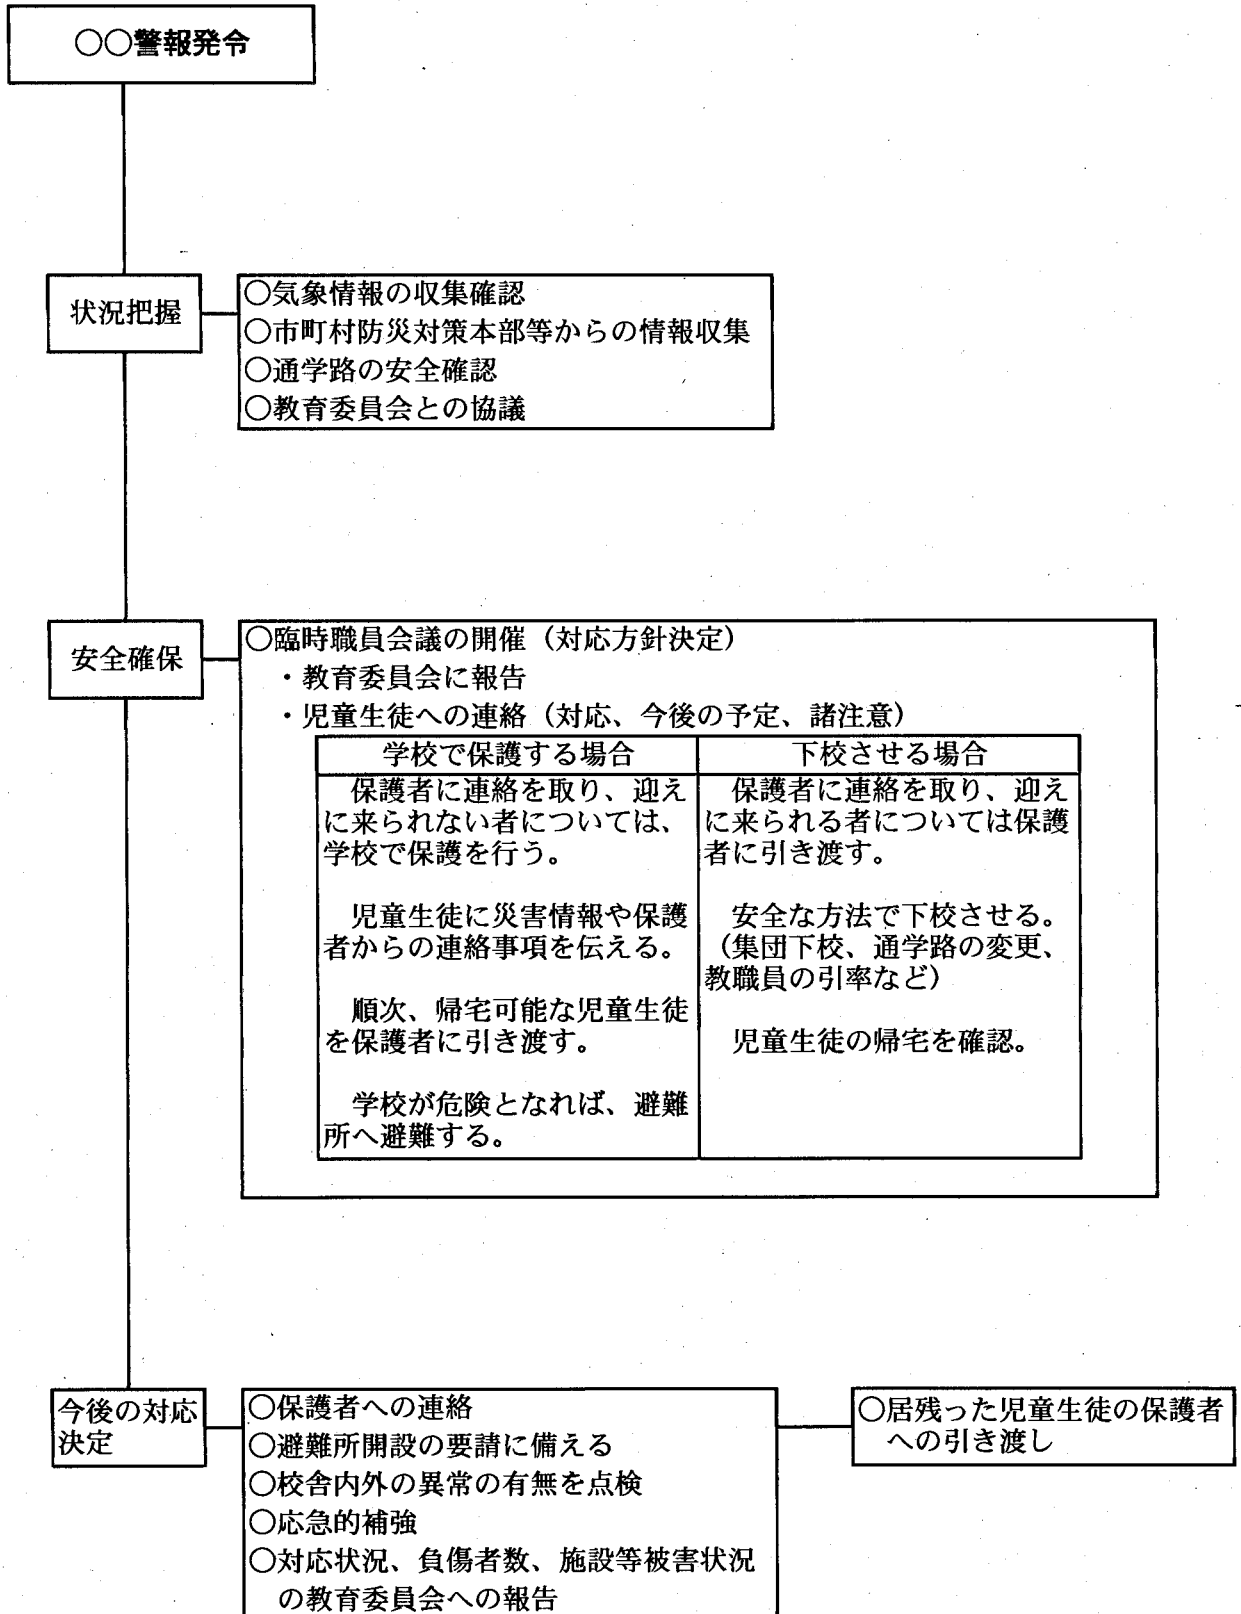 ○○警報発令
状況把握
○気象情報の収集確認
○市町村防災対策本部等からの情報収集
○通学路の安全確認
○教育委員会との協議
安全確保
○臨時職員会議の開催（対応方針決定）
・教育委員会に報告
・児童生徒への連絡（対応、今後の予定、諸注意）
学校で保護する場合
保護者に連絡を取り、迎え
に来られない者については、
学校で保護を行う。
児童生徒に災害情報や保護
者からの連絡事項を伝える。
順次、帰宅可能な児童生徒
を保護者に引き渡す。
学校が危険となれば、避難
所へ避難する。
下校させる場合
保護者に連絡を取り、迎え
に来られる者については保護
者に引き渡す。
安全な方法で下校させる。
（集団下校、通学路の変更、
教職員の引率など）
児童生徒の帰宅を確認。
今後の対応
決定
○保護者への連絡
○避難所開設の要請に備える
○校舎内外の異常の有無を点検
○応急的補強
○対応状況、負傷者数、施設等被害状況
の教育委員会への報告
○居残った児童生徒の保護者
への引き渡し